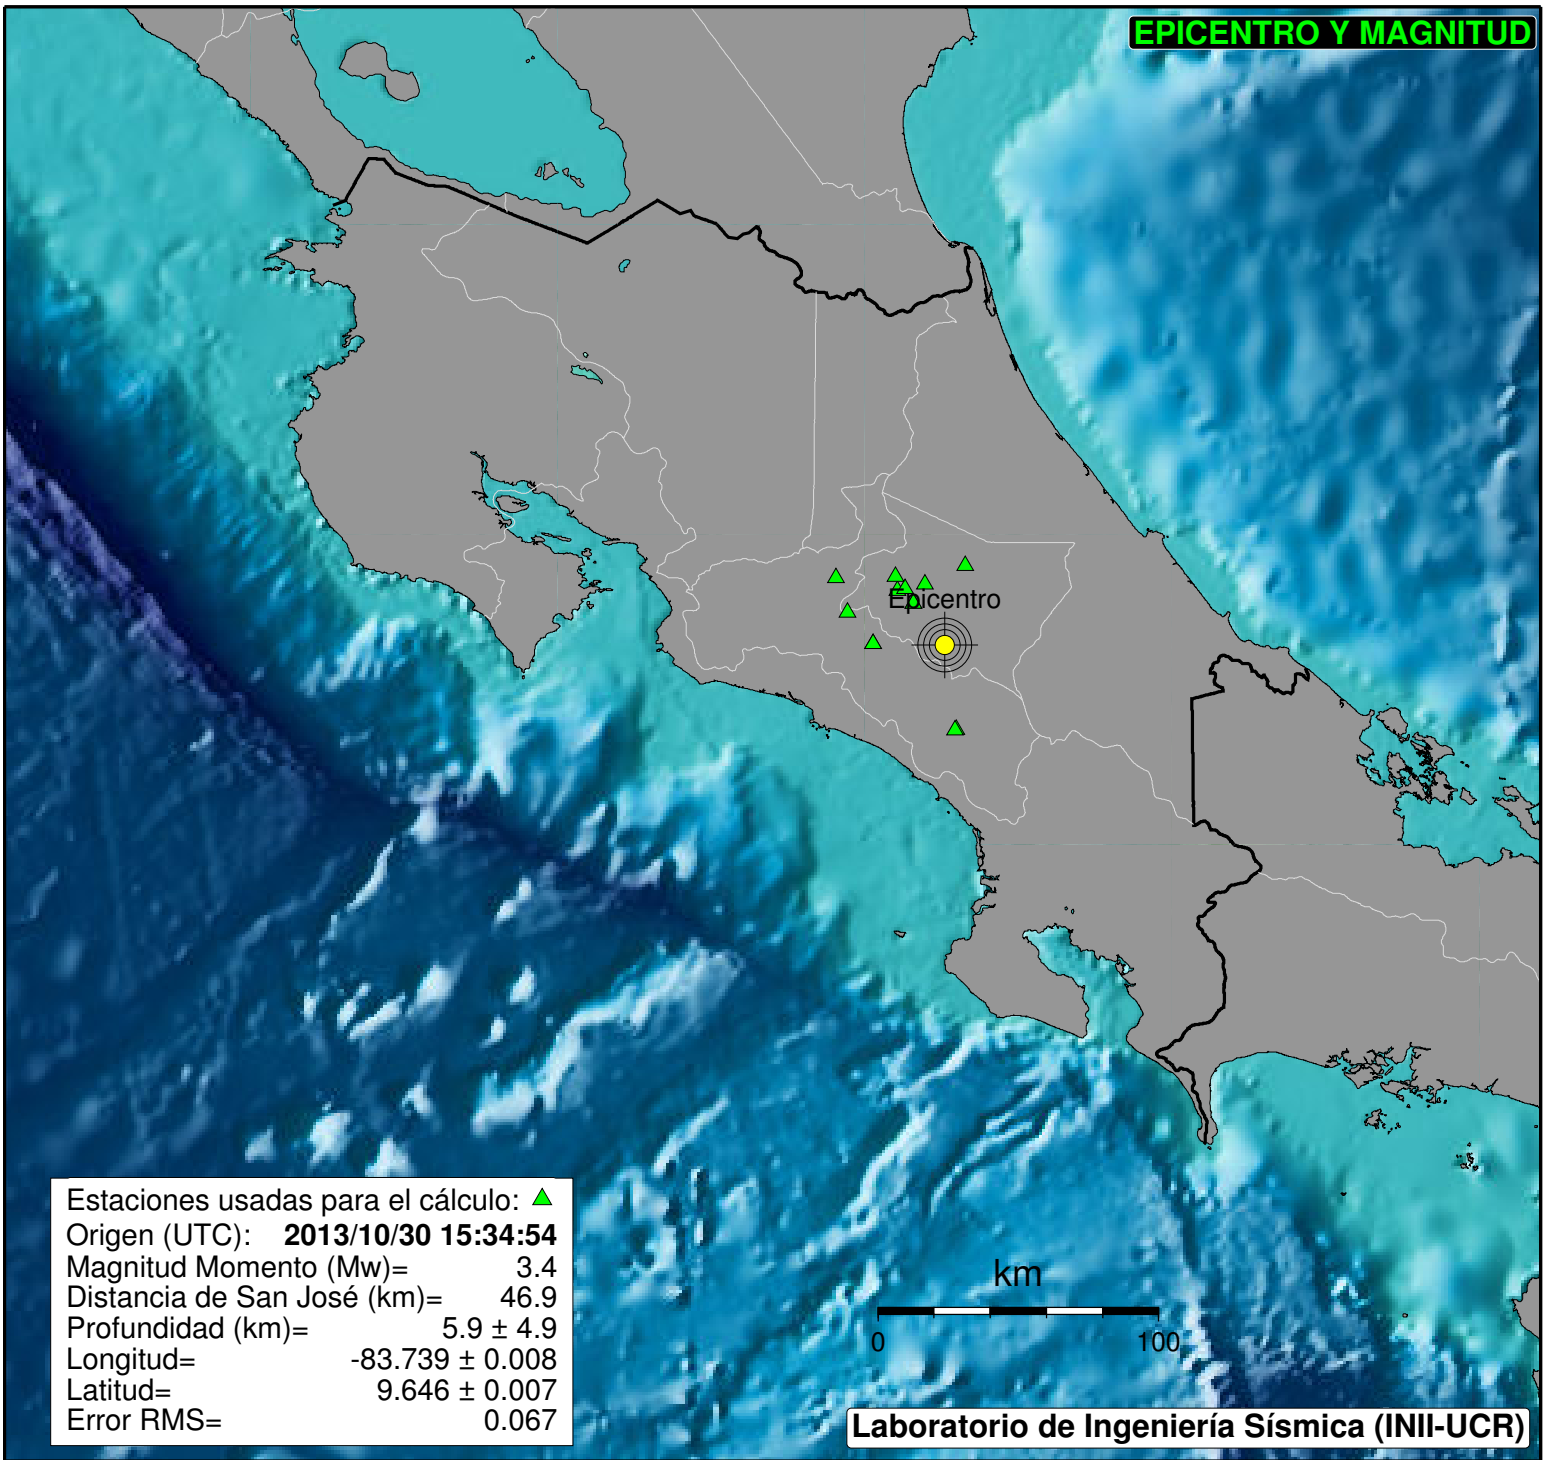 EPICENTRO Y MAGNITUD
Epicentro
Estaciones usadas para el cálculo:
Origen (UTC): 2013/10/30 15:34:54
Magnitud Momento (Mw)= 3.4
Distancia de San José (km)= 46.9
Profundidad (km)= 5.9 ± 4.9
Longitud= -83.739 ± 0.008
Latitud= 9.646 ± 0.007
Error RMS= 0.067
km
0 100
Laboratorio de Ingeniería Sísmica (INII-UCR)